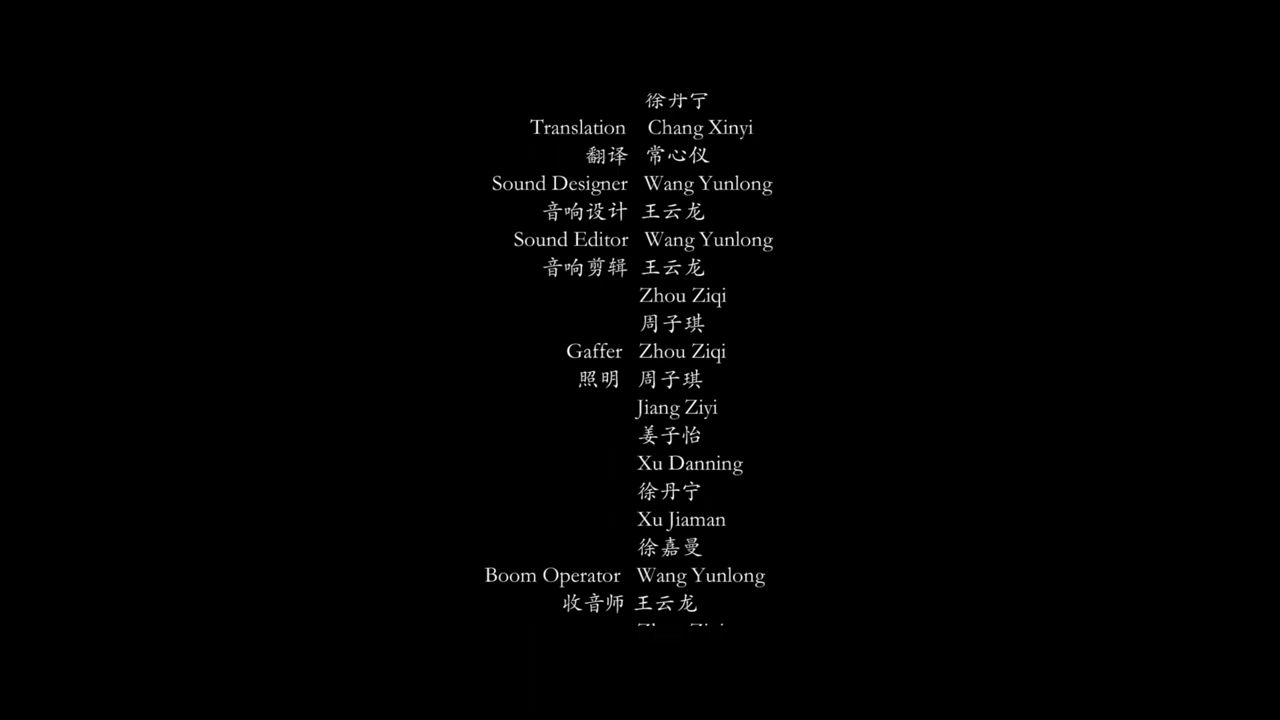 徐丹宁
Translation Chang Xinyi
翻译 常心仪
Sound Designer Wang Yunlong
音响设计 王云龙
Sound Editor Wang Yunlong
音响剪辑 王云龙
Zhou Ziqi
周子琪
Gaffer Zhou Ziqi
照明 周子琪
Jiang Ziyi
姜子怡
Xu Danning
徐丹宁
Xu Jiaman
徐嘉曼
Boom Operator Wang Yunlong
收音师 王云龙